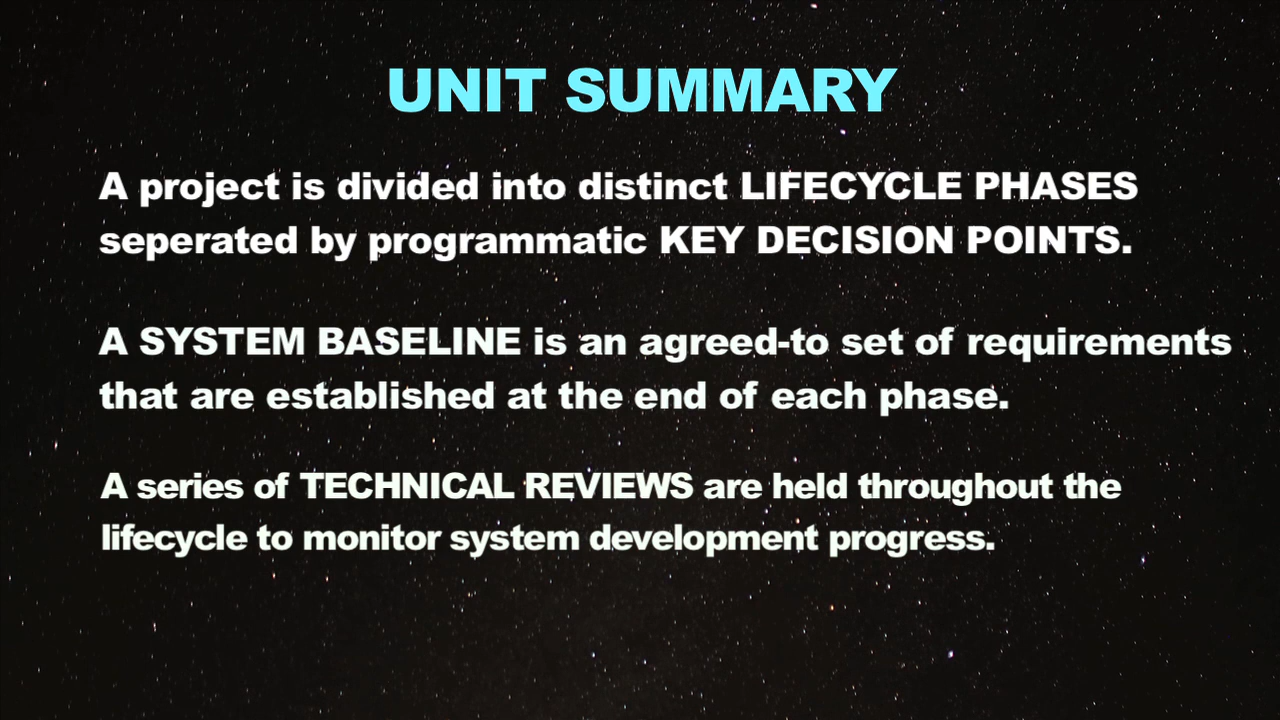 UNIT SUMMARY
A project is divided into distinct LIFECYCLE PHASES
seperated by programmatic KEY DECISION POINTS.
A SYSTEM BASELINE is an agreed-to set of requirements
that are established at the end of each phase.
A series of TECHNICAL REVIEWS are held throughout the
lifecycle to monitor system development progress.